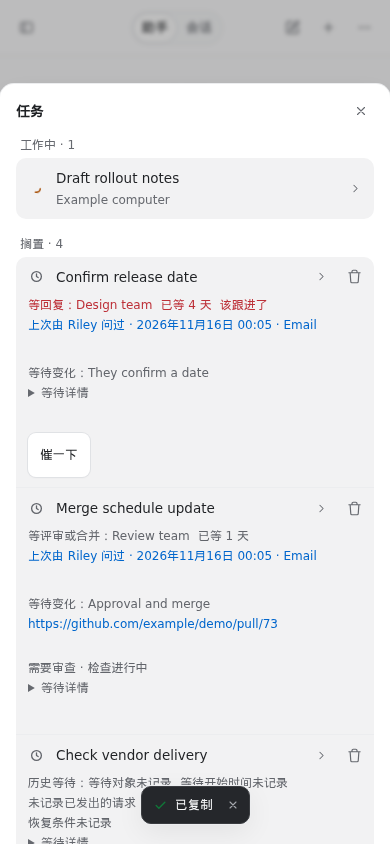 助手 会话
任务
工作中 · 1
Draft rollout notes
Example computer
搁置 · 4
Confirm release date
等回复：Design team 已等 4 天 该跟进了
上次由 Riley 问过 · 2026年11月16日 00:05 · Email
等待变化：They confirm a date
等待详情
催一下
Merge schedule update
等评审或合并：Review team 已等 1 天
上次由 Riley 问过 · 2026年11月16日 00:05 · Email
等待变化：Approval and merge
https://github.com/example/demo/pull/73
需要审查 · 检查进行中
等待详情
Check vendor delivery
历史等待：等待对象未记录 等待开始时间未记录
未记录已发出的请求
恢复条件未记录
等待详情
已复制